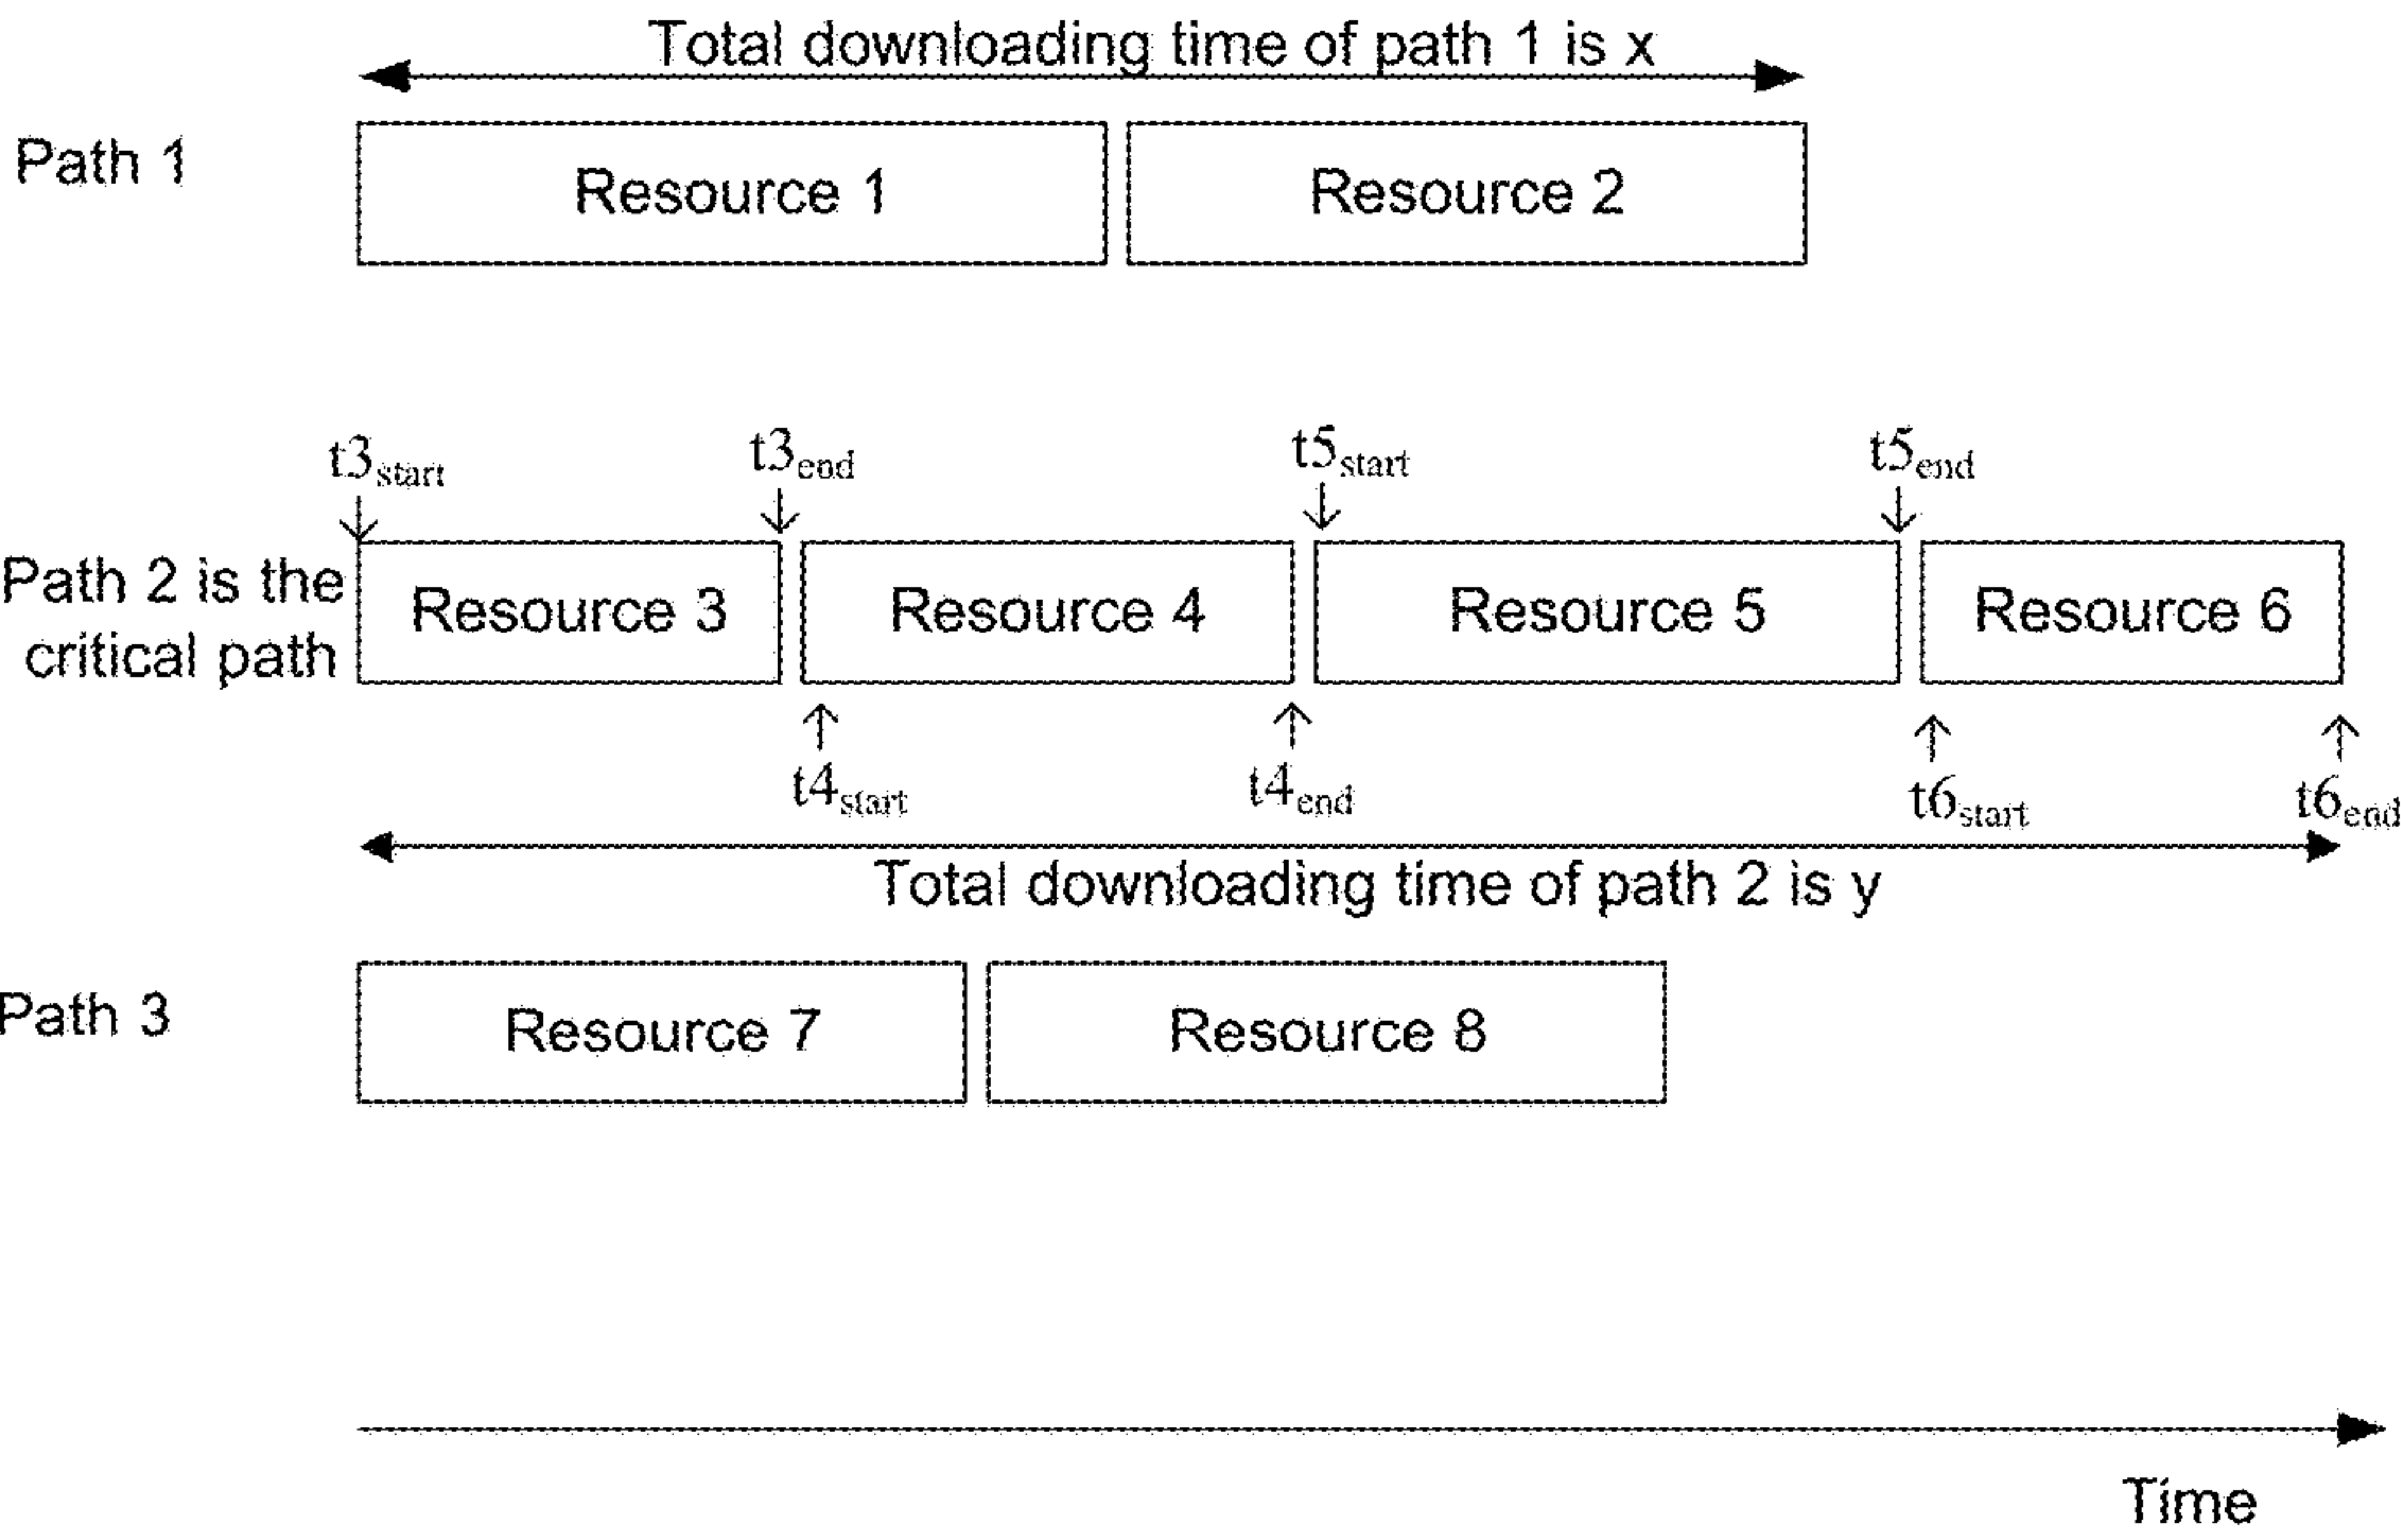 Total downloading time of path 1 is x
Path 1
Resource 1
Resource 2
t3start
t3end
t5start
t5end
Path 2 is the
critical path
Resource 3
Resource 4
Resource 5
Resource 6
t4start
t4end
t6start
t6end
Total downloading time of path 2 is y
Path 3
Resource 7
Resource 8
Time